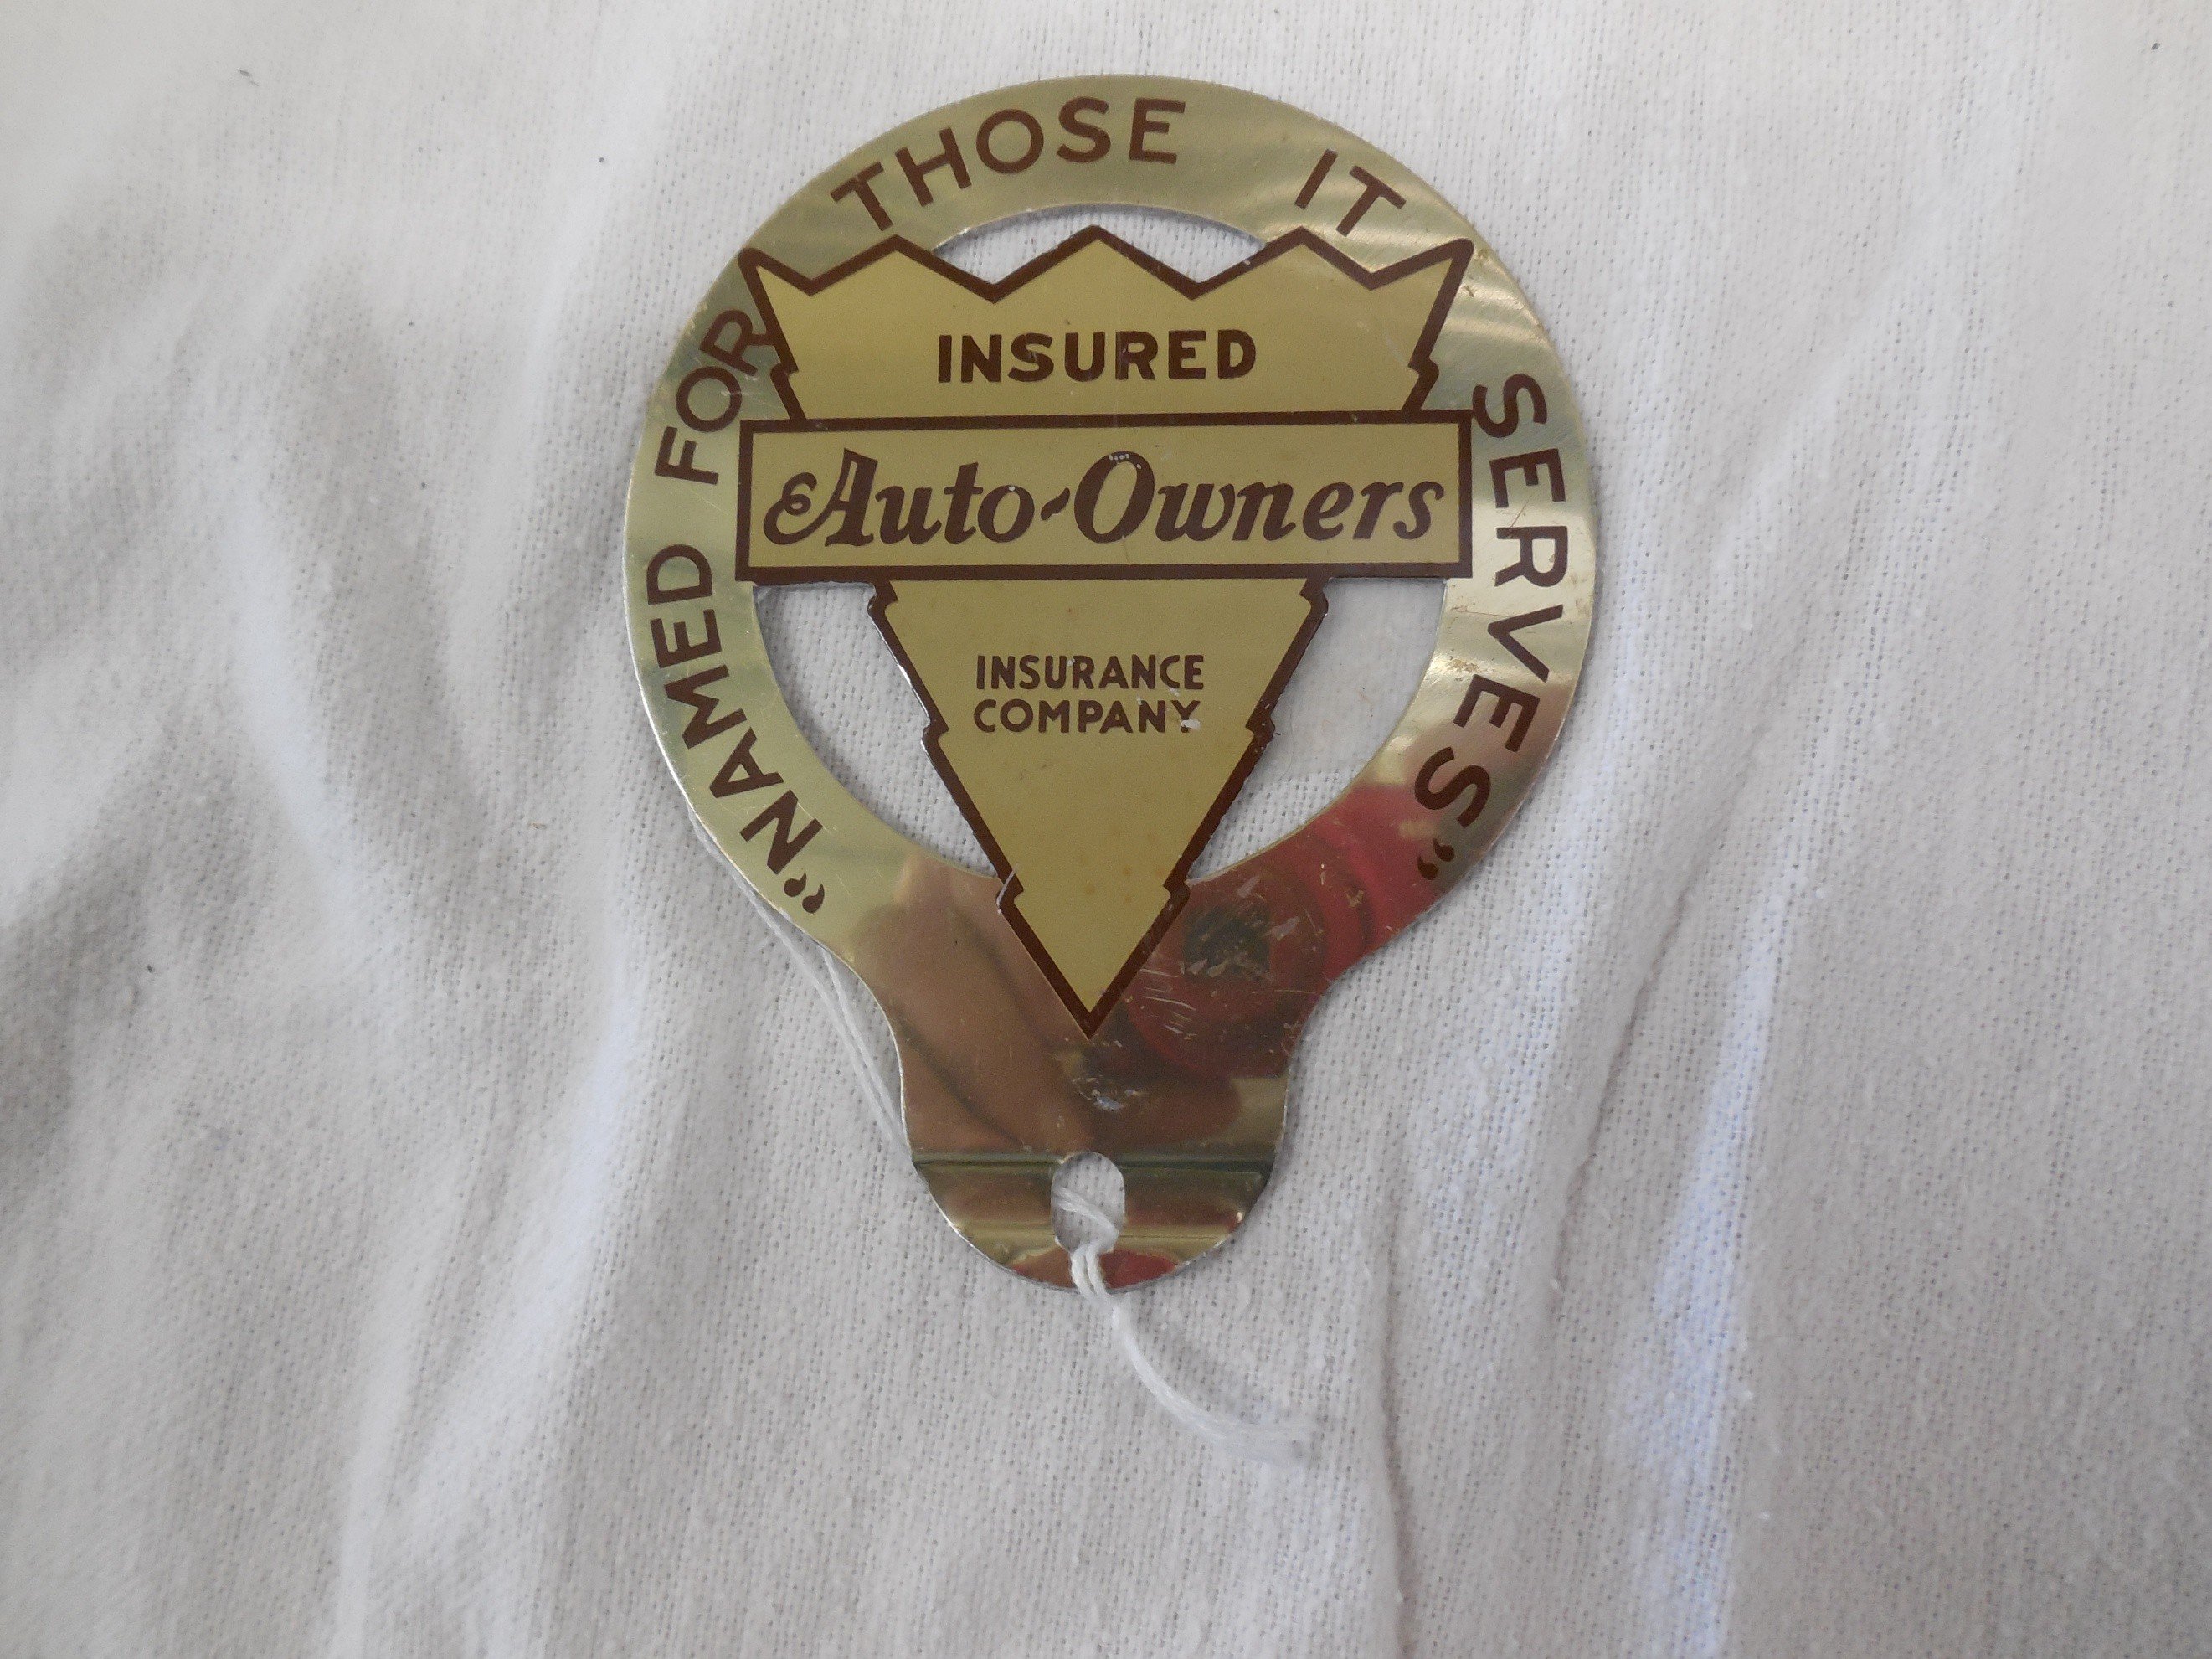 "NAMED FOR THOSE IT SERVES"
INSURED
Auto-Owners
INSURANCE
COMPANY